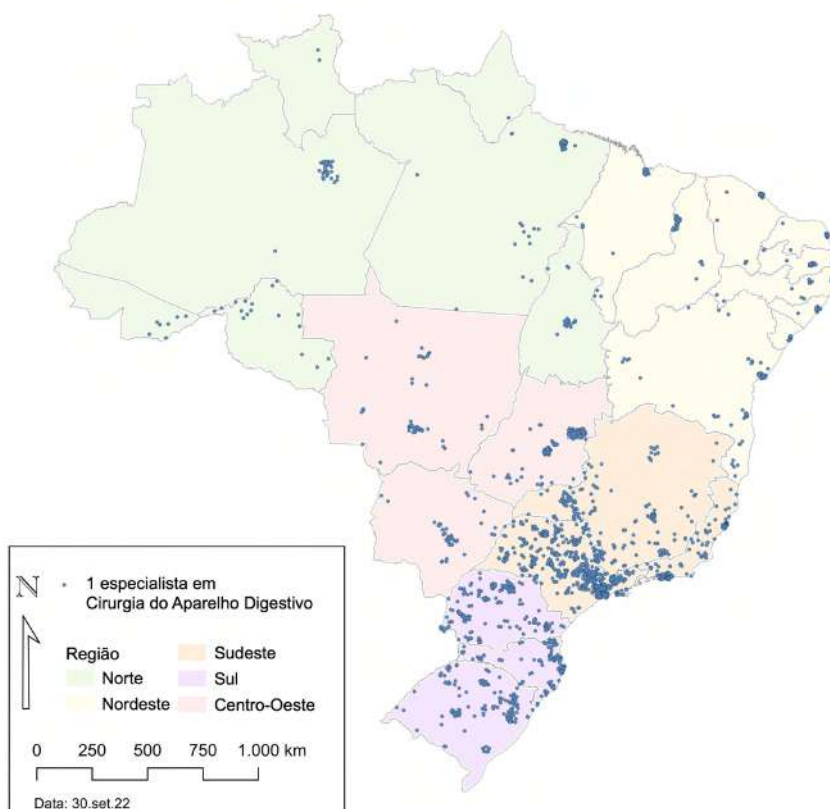 N
1 especialista em
Cirurgia do Aparelho Digestivo
Região
Norte
Nordeste
Sudeste
Sul
Centro-Oeste
0 250 500 750 1.000 km
Data: 30.set.22